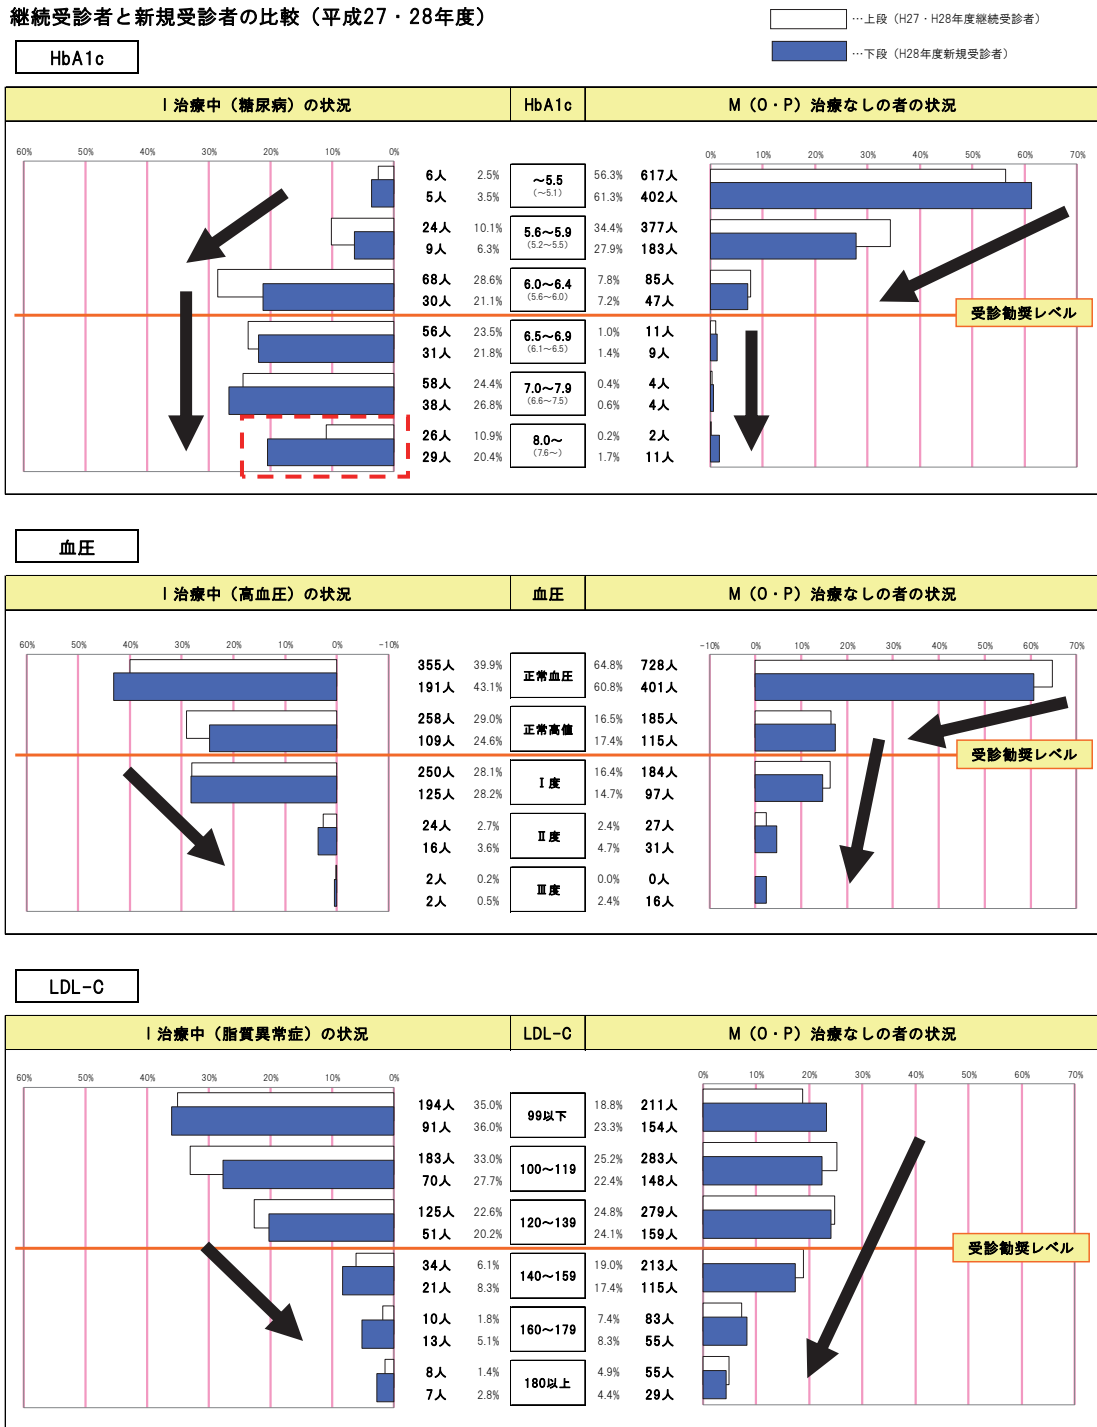 継続受診者と新規受診者の比較（平成27・28年度）
…上段（H27・H28年度継続受診者）
…下段（H28年度新規受診者）
HbA1c
Ⅰ治療中（糖尿病）の状況 HbA1c M（O・P）治療なしの者の状況
60% 50% 40% 30% 20% 10% 0% 0% 10% 20% 30% 40% 50% 60% 70%
6人 2.5% ～5.5 56.3% 617人
5人 3.5% （～5.1） 61.3% 402人
24人 10.1% 5.6～5.9 34.4% 377人
9人 6.3% （5.2～5.5） 27.9% 183人
68人 28.6% 6.0～6.4 7.8% 85人
30人 21.1% （5.6～6.0） 7.2% 47人
受診勧奨レベル
56人 23.5% 6.5～6.9 1.0% 11人
31人 21.8% （6.1～6.5） 1.4% 9人
58人 24.4% 7.0～7.9 0.4% 4人
38人 26.8% （6.6～7.5） 0.6% 4人
26人 10.9% 8.0～ 0.2% 2人
29人 20.4% （7.6～） 1.7% 11人
血圧
Ⅰ治療中（高血圧）の状況 血圧 M（O・P）治療なしの者の状況
60% 50% 40% 30% 20% 10% 0% -10% -10% 0% 10% 20% 30% 40% 50% 60% 70%
355人 39.9% 正常血圧 64.8% 728人
191人 43.1% 60.8% 401人
258人 29.0% 正常高値 16.5% 185人
109人 24.6% 17.4% 115人
受診勧奨レベル
250人 28.1% Ⅰ度 16.4% 184人
125人 28.2% 14.7% 97人
24人 2.7% Ⅱ度 2.4% 27人
16人 3.6% 4.7% 31人
2人 0.2% Ⅲ度 0.0% 0人
2人 0.5% 2.4% 16人
LDL-C
Ⅰ治療中（脂質異常症）の状況 LDL-C M（O・P）治療なしの者の状況
60% 50% 40% 30% 20% 10% 0% 0% 10% 20% 30% 40% 50% 60% 70%
194人 35.0% 99以下 18.8% 211人
91人 36.0% 23.3% 154人
183人 33.0% 100～119 25.2% 283人
70人 27.7% 22.4% 148人
125人 22.6% 120～139 24.8% 279人
51人 20.2% 24.1% 159人
受診勧奨レベル
34人 6.1% 140～159 19.0% 213人
21人 8.3% 17.4% 115人
10人 1.8% 160～179 7.4% 83人
13人 5.1% 8.3% 55人
8人 1.4% 180以上 4.9% 55人
7人 2.8% 4.4% 29人